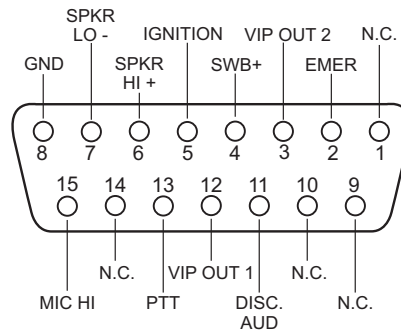 SPKR
LO -
IGNITION
VIP OUT 2
N.C.
GND
SPKR
HI +
SWB+
EMER
8 7 6 5 4 3 2 1
15 14 13 12 11 10 9
N.C.
VIP OUT 1
N.C.
MIC HI
PTT
DISC.
AUD
N.C.